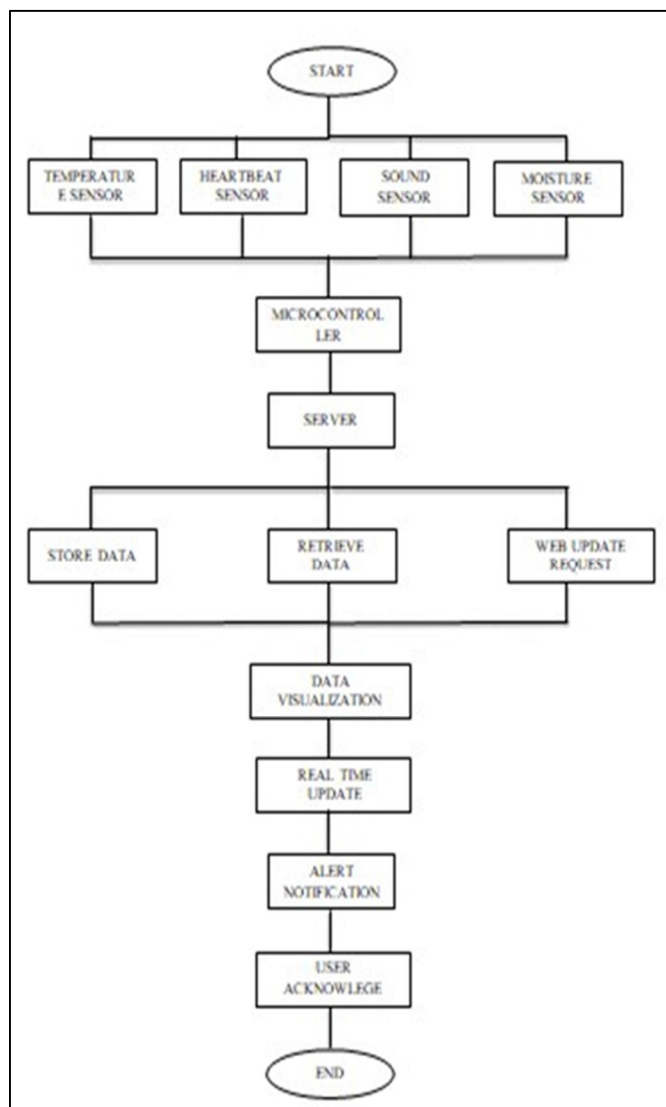 START
TEMPERATUR
E SENSOR
HEARTBEAT
SENSOR
SOUND
SENSOR
MOISTURE
SENSOR
MICROCONTROL
LER
SERVER
STORE DATA
RETRIEVE
DATA
WEB UPDATE
REQUEST
DATA
VISUALIZATION
REAL TIME
UPDATE
ALERT
NOTIFICATION
USER
ACKNOWLEGE
END